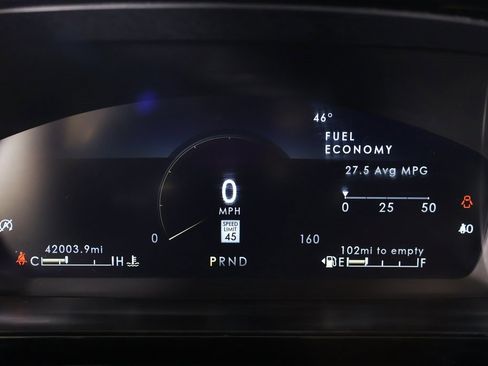 46°
FUEL
ECONOMY
27.5 Avg MPG
0 25 50
0
MPH
SPEED
LIMIT
45
0 160
42003.9mi
102mi to empty
C H
PRND
E F